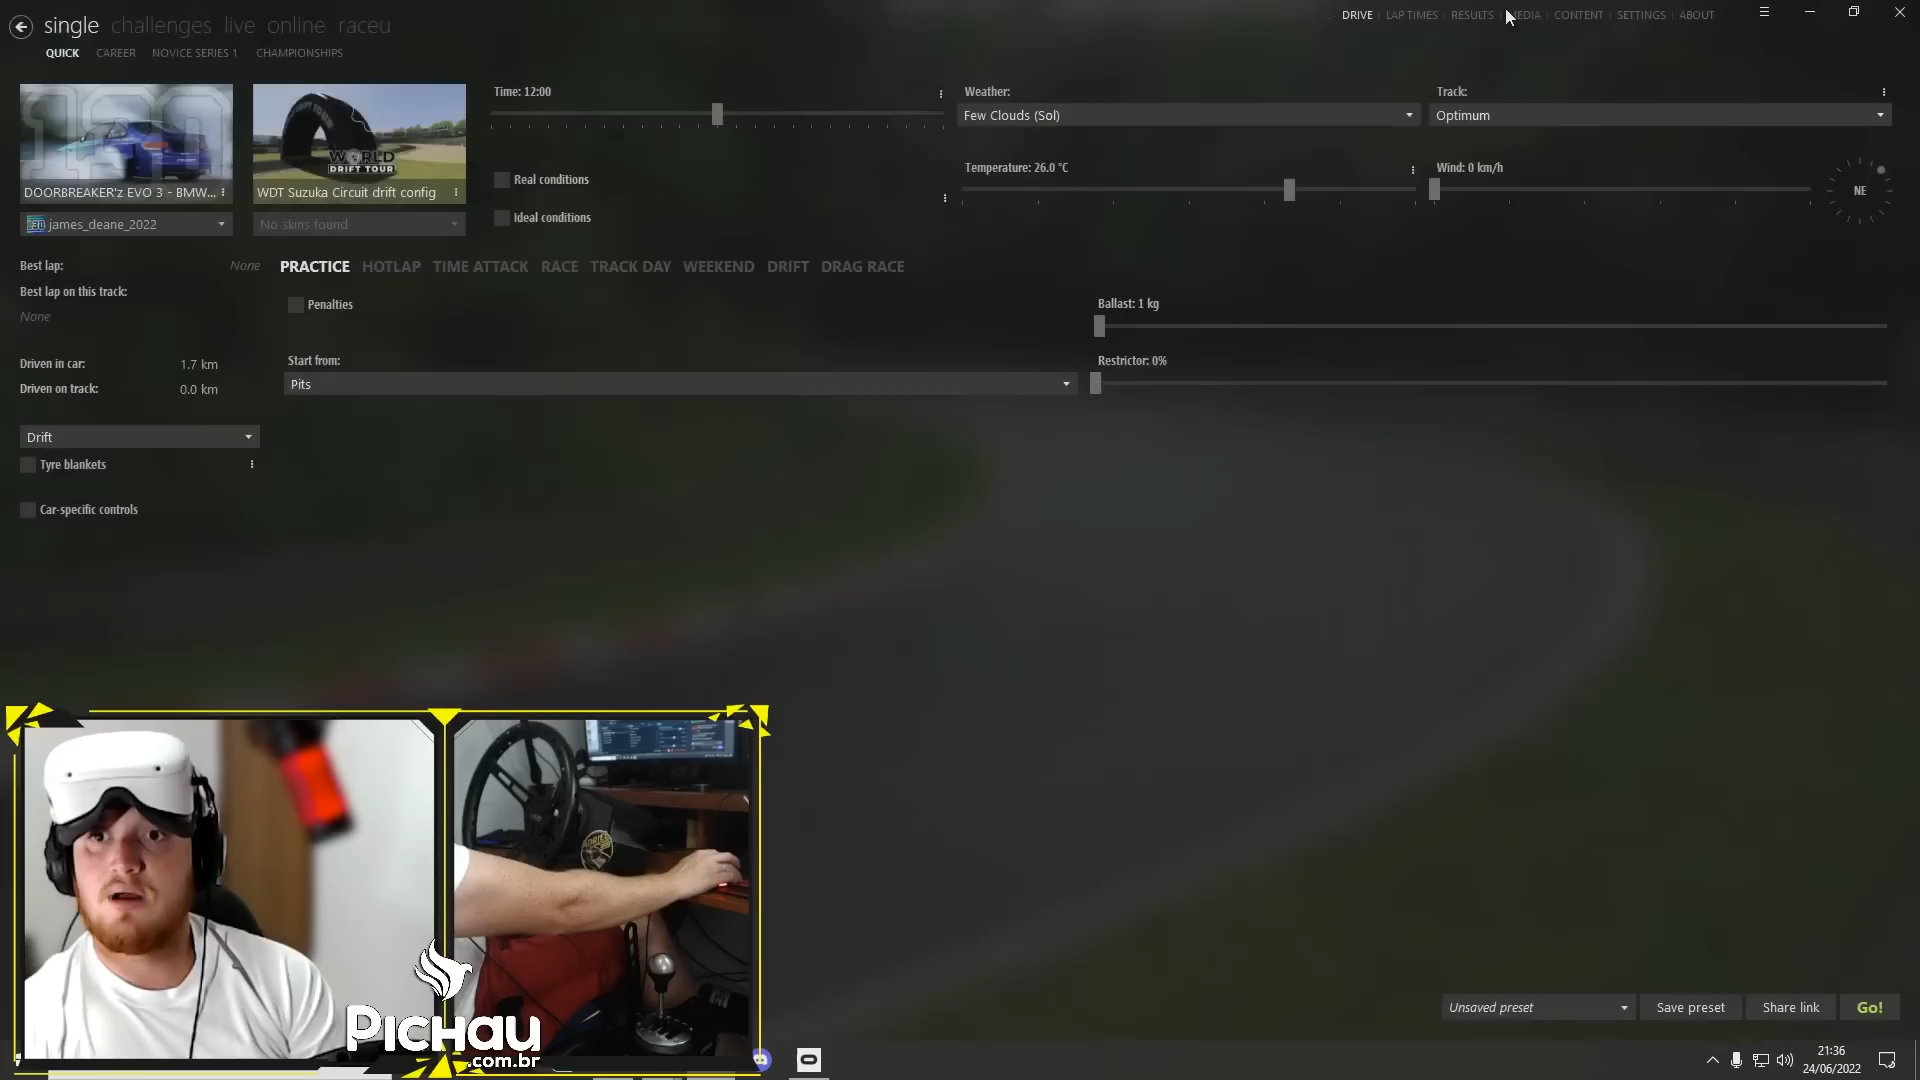 single challenges live online raceu
DRIVE | LAP TIMES | RESULTS | MEDIA | CONTENT | SETTINGS | ABOUT
QUICK CAREER NOVICE SERIES 1 CHAMPIONSHIPS
DOORBREAKER'z EVO 3 - BMW...
james_deane_2022
WORLD
DRIFT TOUR
WDT Suzuka Circuit drift config
No skins found
Time: 12:00
Real conditions
Ideal conditions
Weather:
Few Clouds (Sol)
Temperature: 26.0 °C
Track:
Optimum
Wind: 0 km/h
NE
Best lap: None
Best lap on this track:
None
Driven in car: 1.7 km
Driven on track: 0.0 km
Drift
Tyre blankets
Car-specific controls
PRACTICE HOTLAP TIME ATTACK RACE TRACK DAY WEEKEND DRIFT DRAG RACE
Penalties
Start from:
Pits
Ballast: 1 kg
Restrictor: 0%
PICHAU
.com.br
Unsaved preset
Save preset
Share link
Go!
21:36
24/06/2022